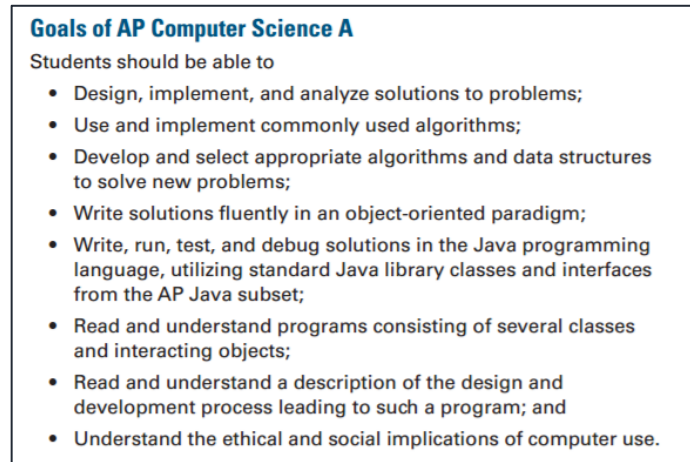 Goals of AP Computer Science A
Students should be able to
• Design, implement, and analyze solutions to problems;
• Use and implement commonly used algorithms;
• Develop and select appropriate algorithms and data structures
to solve new problems;
• Write solutions fluently in an object-oriented paradigm;
• Write, run, test, and debug solutions in the Java programming
language, utilizing standard Java library classes and interfaces
from the AP Java subset;
• Read and understand programs consisting of several classes
and interacting objects;
• Read and understand a description of the design and
development process leading to such a program; and
• Understand the ethical and social implications of computer use.